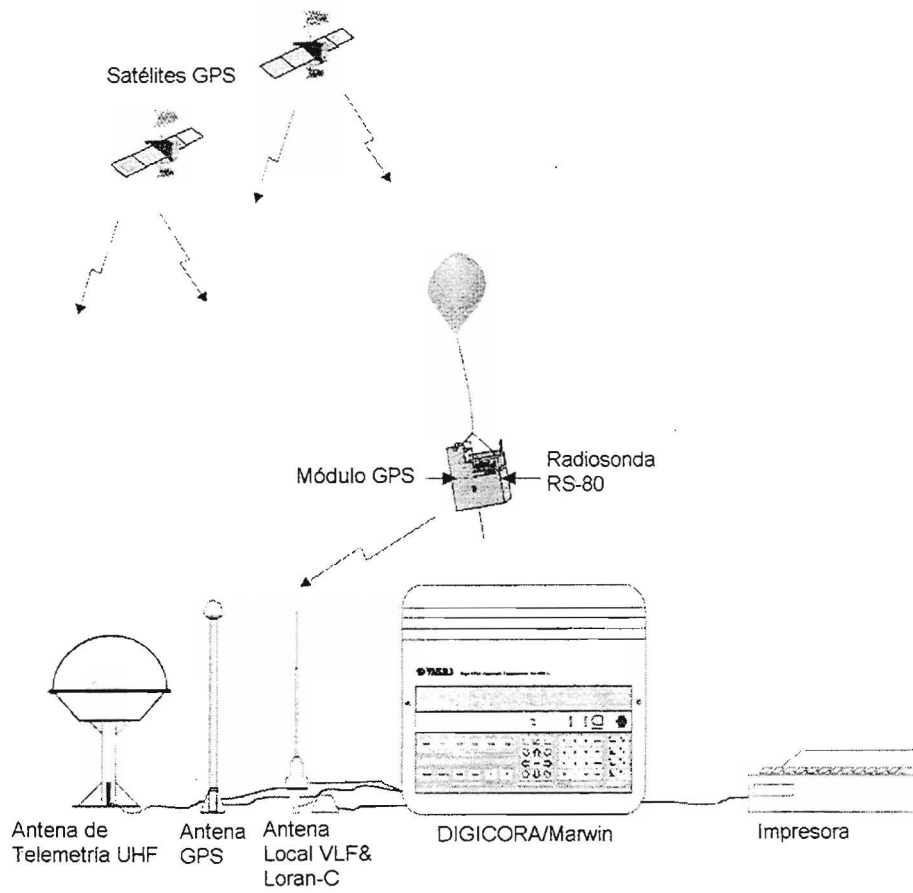 Satélites GPS
Módulo GPS
Radiosonda
RS-80
VAISALA
Antena de
Telemetría UHF
Antena
GPS
Antena
Local VLF&
Loran-C
DIGICORA/Marwin
Impresora